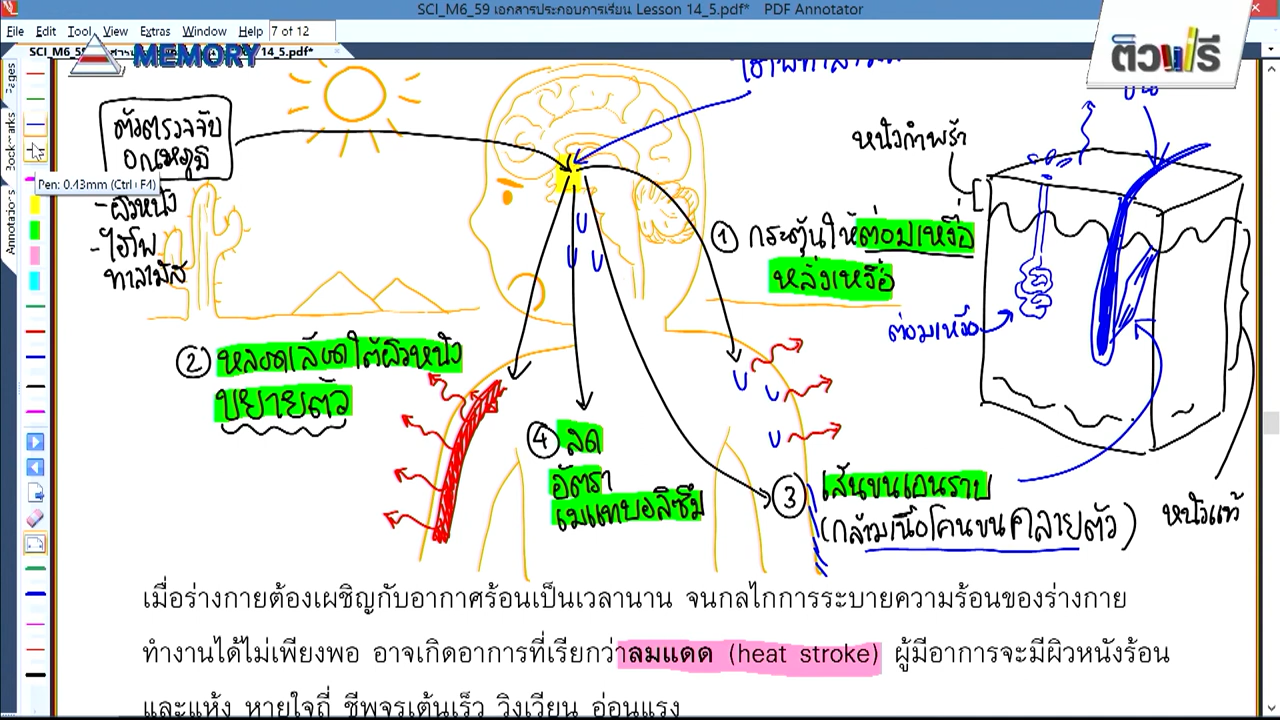 SCI_M6_59 เอกสารประกอบการเรียน Lesson 14_5.pdf* PDF Annotator
File Edit Tool View Extras Window Help 7 of 12
SCI_M6_59
14_5.pdf*
MEMORY
ติวฟรี
Pages
Bookmarks
Annotations
Pen: 0.43mm (Ctrl+F4)
ตัวตรวจจับ
อุณหภูมิ
-ผิวหนัง
-ไฮโพ
ทาลามัส
หนังกำพร้า
① กระตุ้นให้ต่อมเหงื่อ
หลั่งเหงื่อ
ต่อมเหงื่อ
② หลอดเลือดใต้ผิวหนัง
ขยายตัว
④ ลด
อัตรา
เมแทบอลิซึม
③ เส้นขนเอนราบ
(กล้ามเนื้อโคนขนคลายตัว)
หนังแท้
เมื่อร่างกายต้องเผชิญกับอากาศร้อนเป็นเวลานาน จนกลไกการระบายความร้อนของร่างกาย
ทำงานได้ไม่เพียงพอ อาจเกิดอาการที่เรียกว่าลมแดด (heat stroke) ผู้มีอาการจะมีผิวหนังร้อน
และแห้ง หายใจถี่ ชีพจรเต้นเร็ว วิงเวียน อ่อนแรง